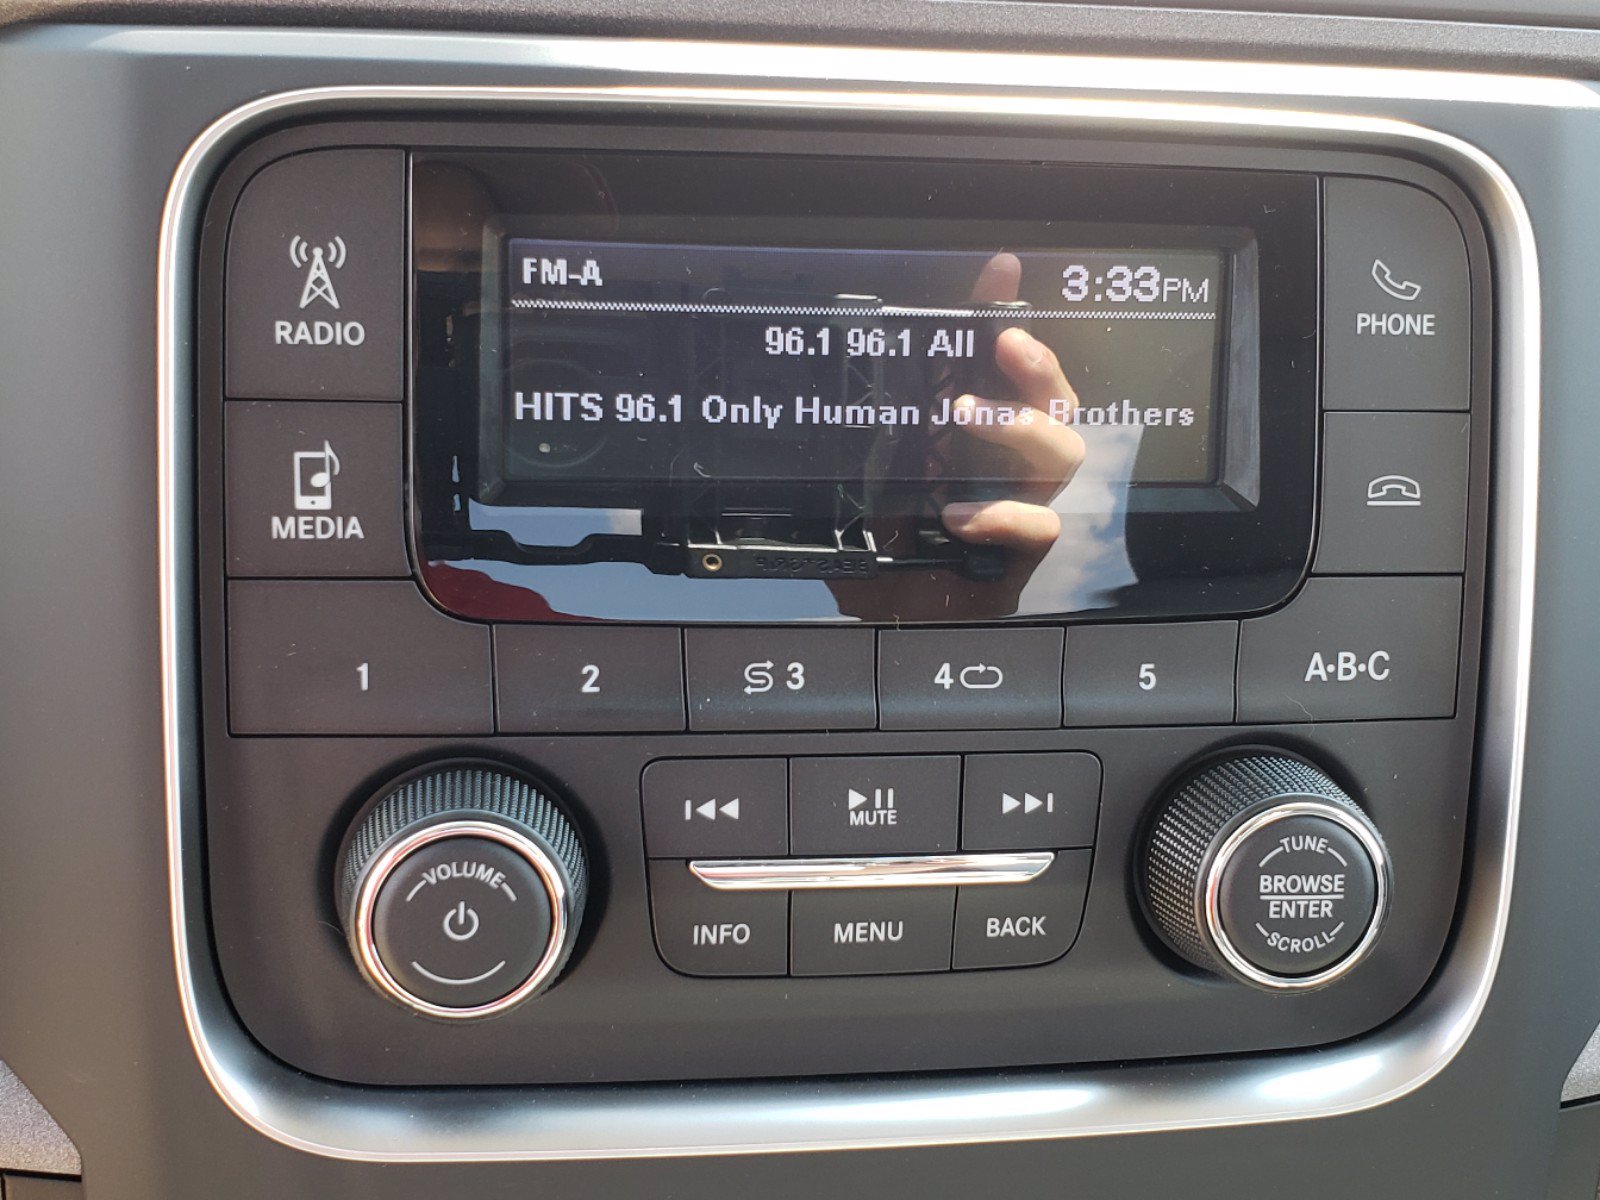 FM-A 3:33PM
96.1 96.1 All
HITS 96.1 Only Human Jonas Brothers
RADIO
MEDIA
PHONE
1 2 3 4 5 A·B·C
VOLUME
MUTE
INFO MENU BACK
TUNE
BROWSE
ENTER
SCROLL